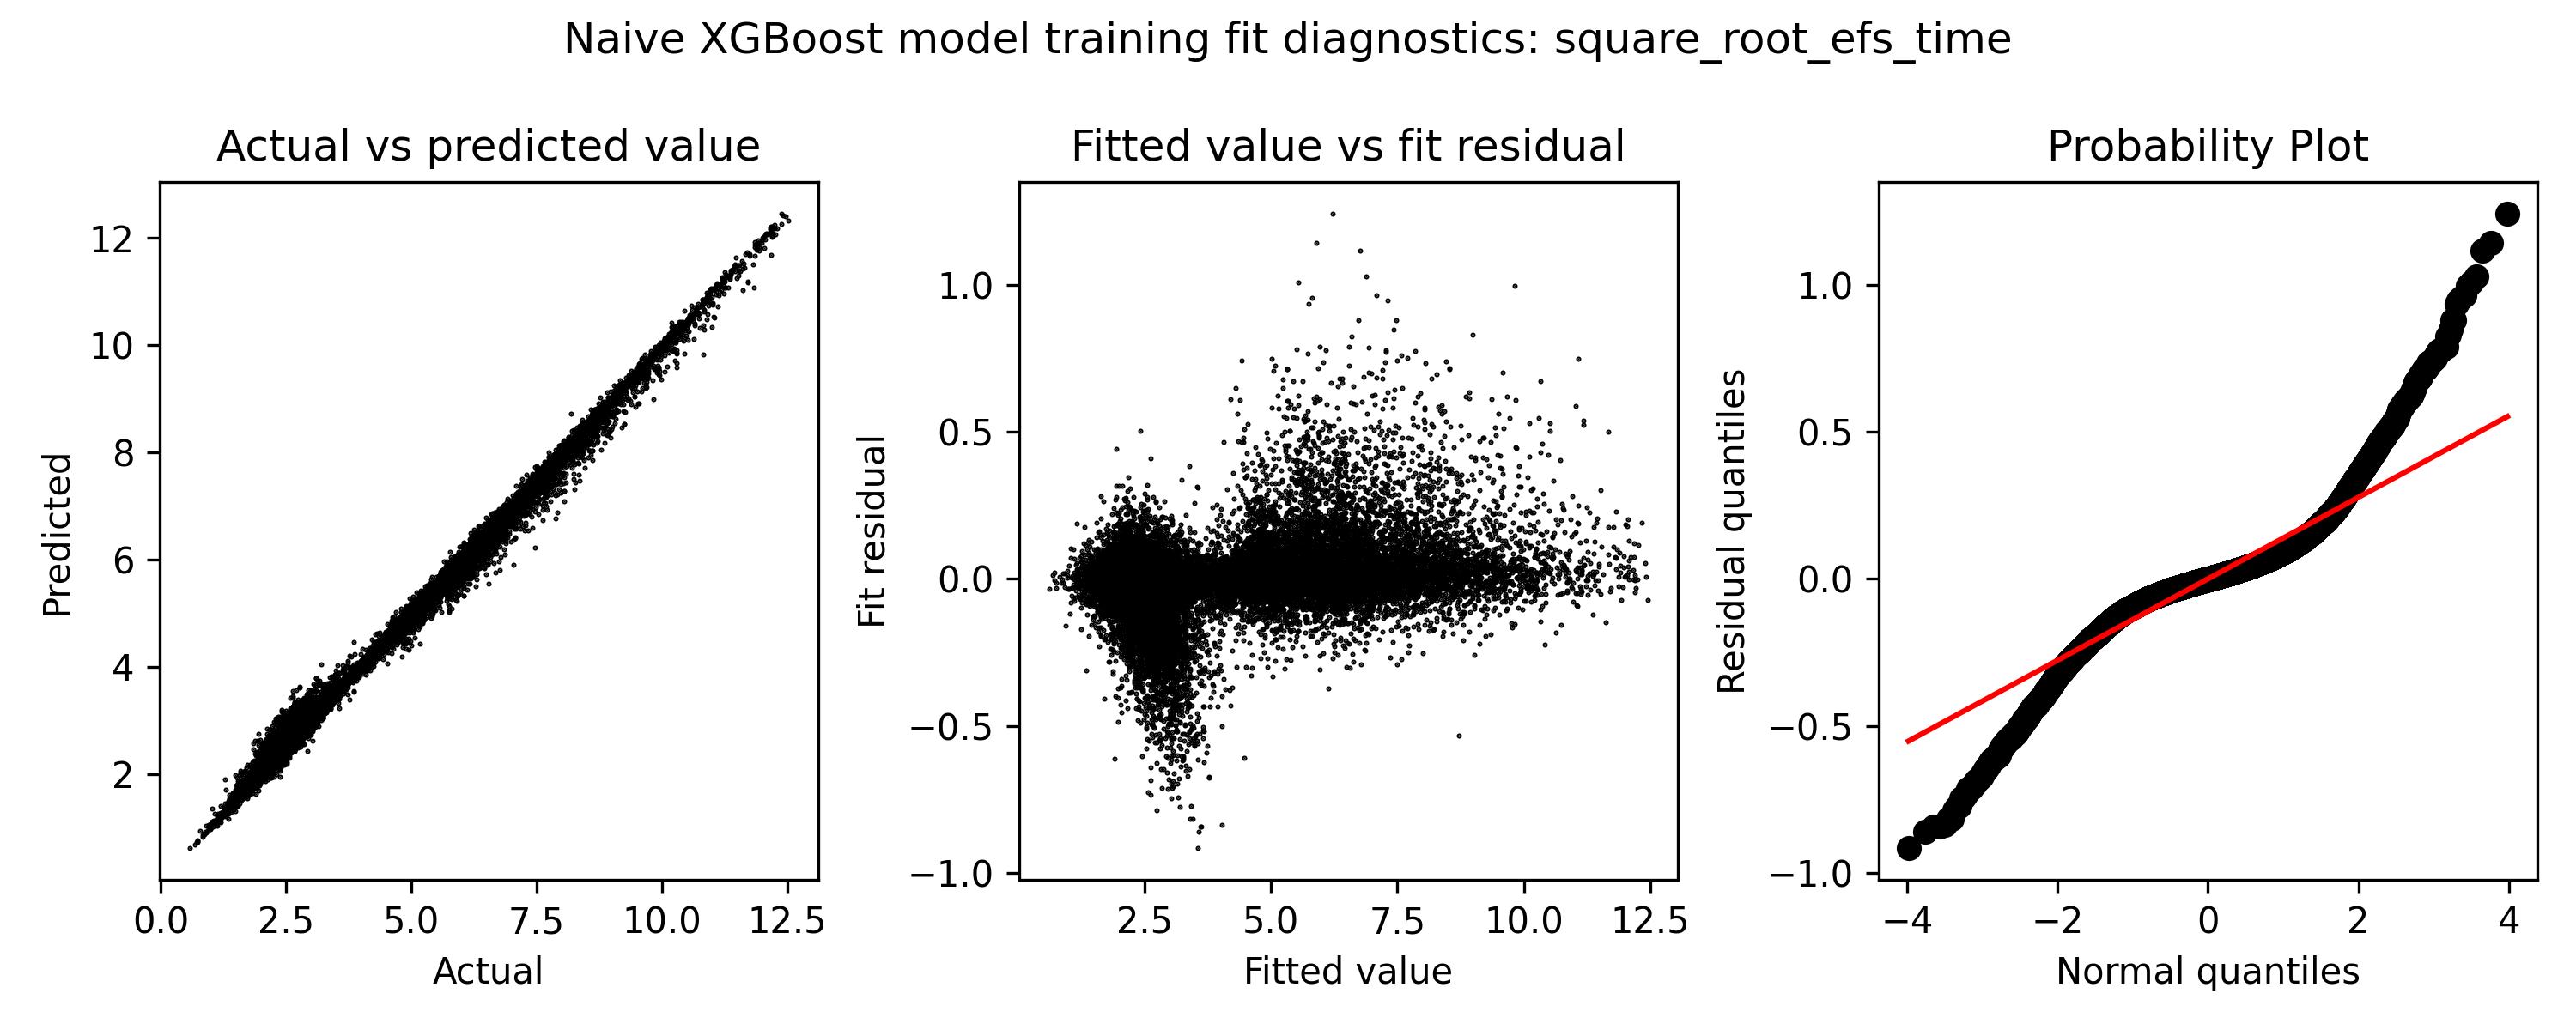 Naive XGBoost model training fit diagnostics: square_root_efs_time
Actual vs predicted value
12
10
8
6
4
2
Predicted
0.0 2.5 5.0 7.5 10.0 12.5
Actual
Fitted value vs fit residual
1.0
0.5
0.0
−0.5
−1.0
Fit residual
2.5 5.0 7.5 10.0 12.5
Fitted value
Probability Plot
1.0
0.5
0.0
−0.5
−1.0
Residual quantiles
−4 −2 0 2 4
Normal quantiles